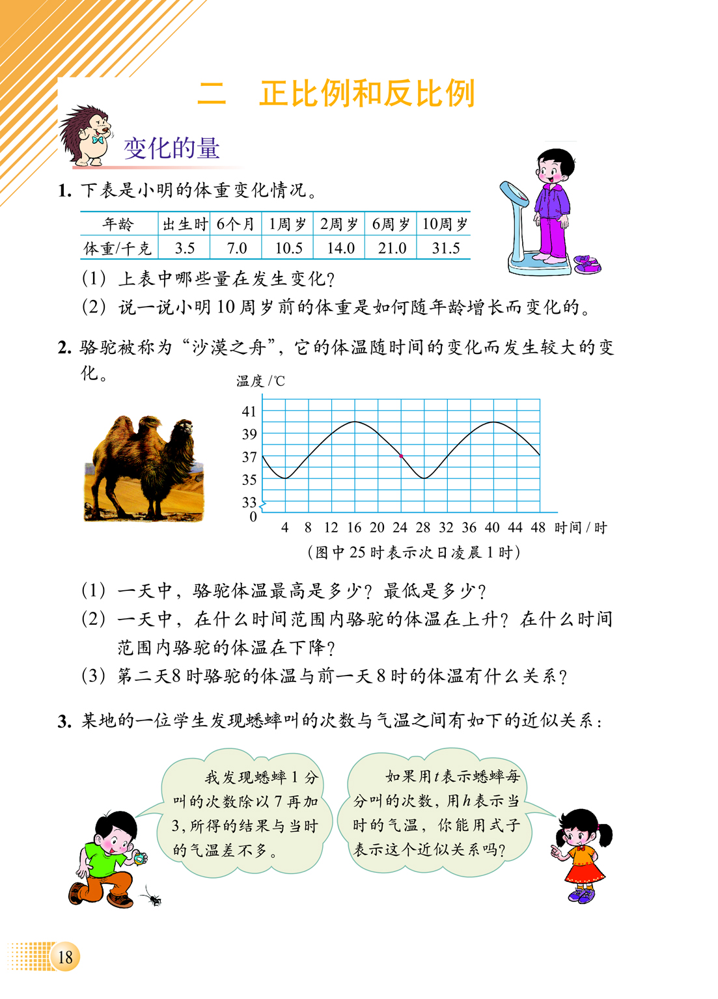 二 正比例和反比例
变化的量
1. 下表是小明的体重变化情况。
年龄 出生时 6个月 1周岁 2周岁 6周岁 10周岁
体重/千克 3.5 7.0 10.5 14.0 21.0 31.5
（1）上表中哪些量在发生变化？
（2）说一说小明 10 周岁前的体重是如何随年龄增长而变化的。
2. 骆驼被称为“沙漠之舟”，它的体温随时间的变化而发生较大的变
化。
温度/℃
41
39
37
35
33
0
4 8 12 16 20 24 28 32 36 40 44 48 时间/时
（图中 25 时表示次日凌晨 1 时）
（1）一天中，骆驼体温最高是多少？最低是多少？
（2）一天中，在什么时间范围内骆驼的体温在上升？在什么时间
范围内骆驼的体温在下降？
（3）第二天8 时骆驼的体温与前一天 8 时的体温有什么关系？
3. 某地的一位学生发现蟋蟀叫的次数与气温之间有如下的近似关系：
我发现蟋蟀 1 分
叫的次数除以 7 再加
3，所得的结果与当时
的气温差不多。
如果用t表示蟋蟀每
分叫的次数，用h表示当
时的气温，你能用式子
表示这个近似关系吗？
18